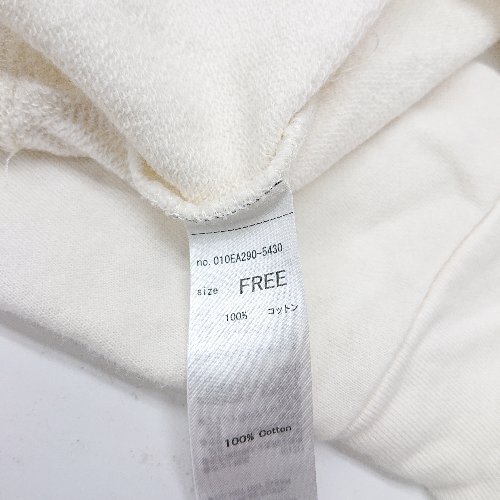 no. 010EA290-5430
size FREE
100% コットン
100% Cotton